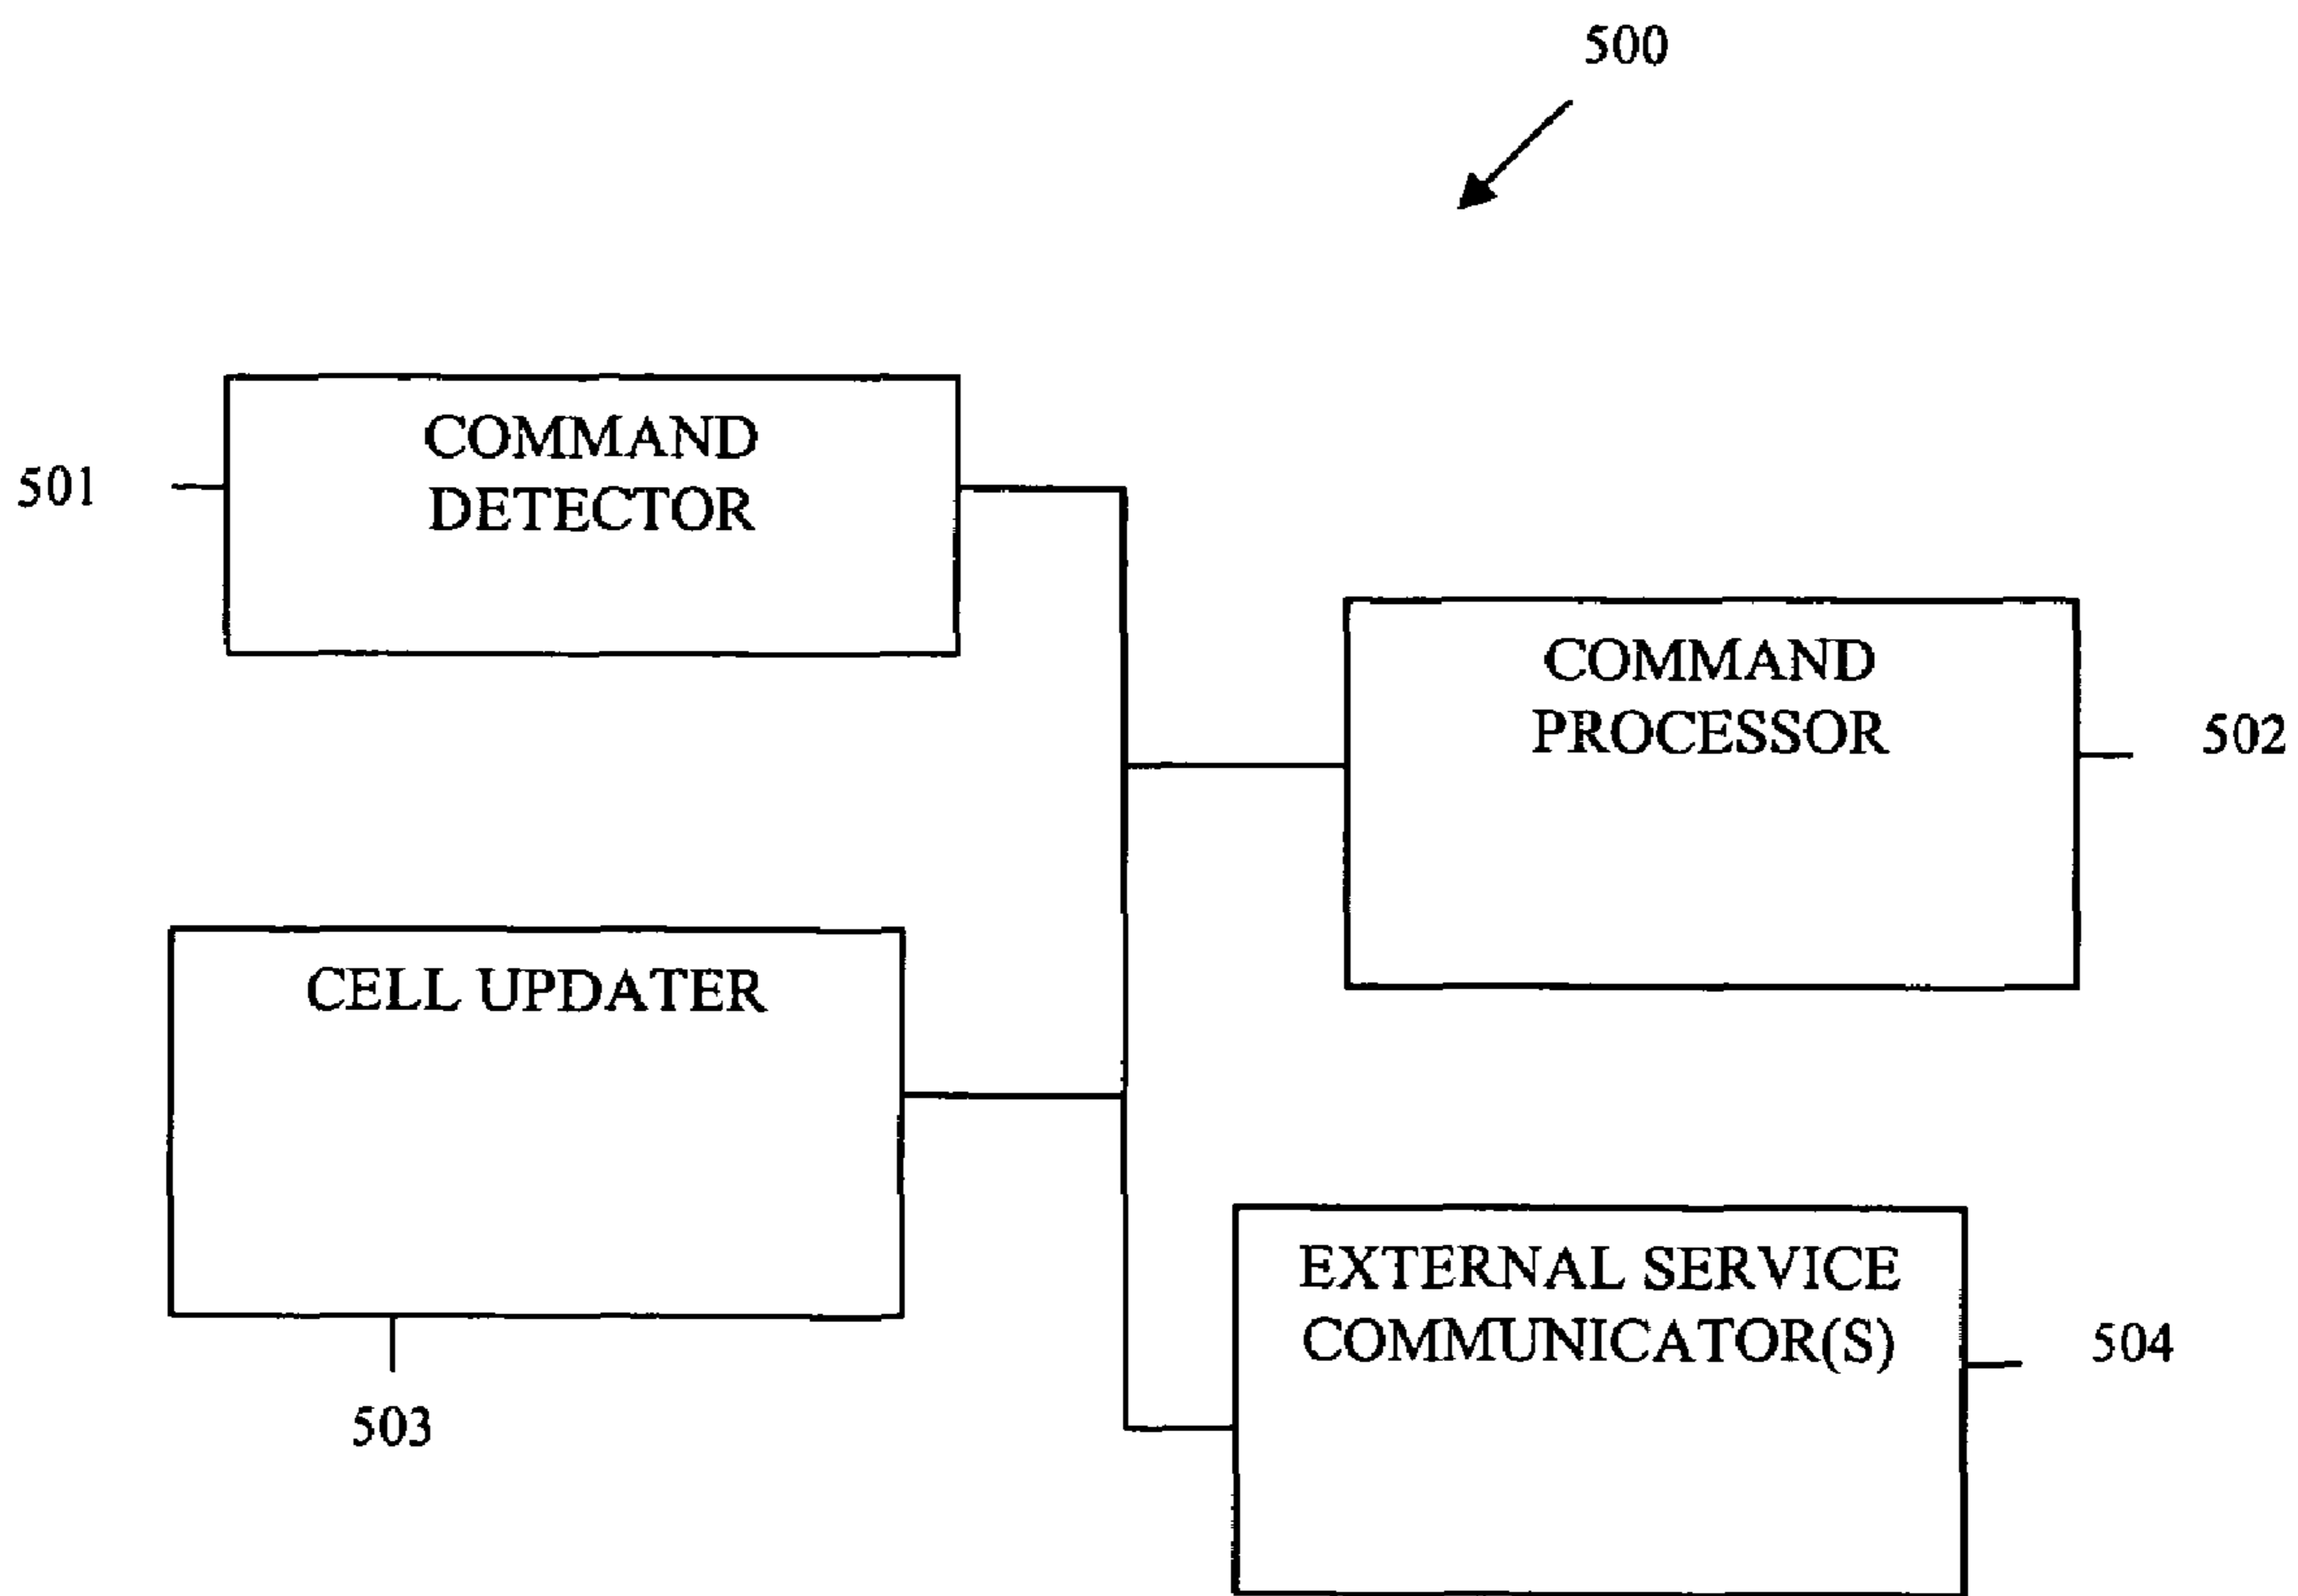 500
COMMAND
DETECTOR
501
COMMAND
PROCESSOR
502
CELL UPDATER
503
EXTERNAL SERVICE
COMMUNICATOR(S)
504